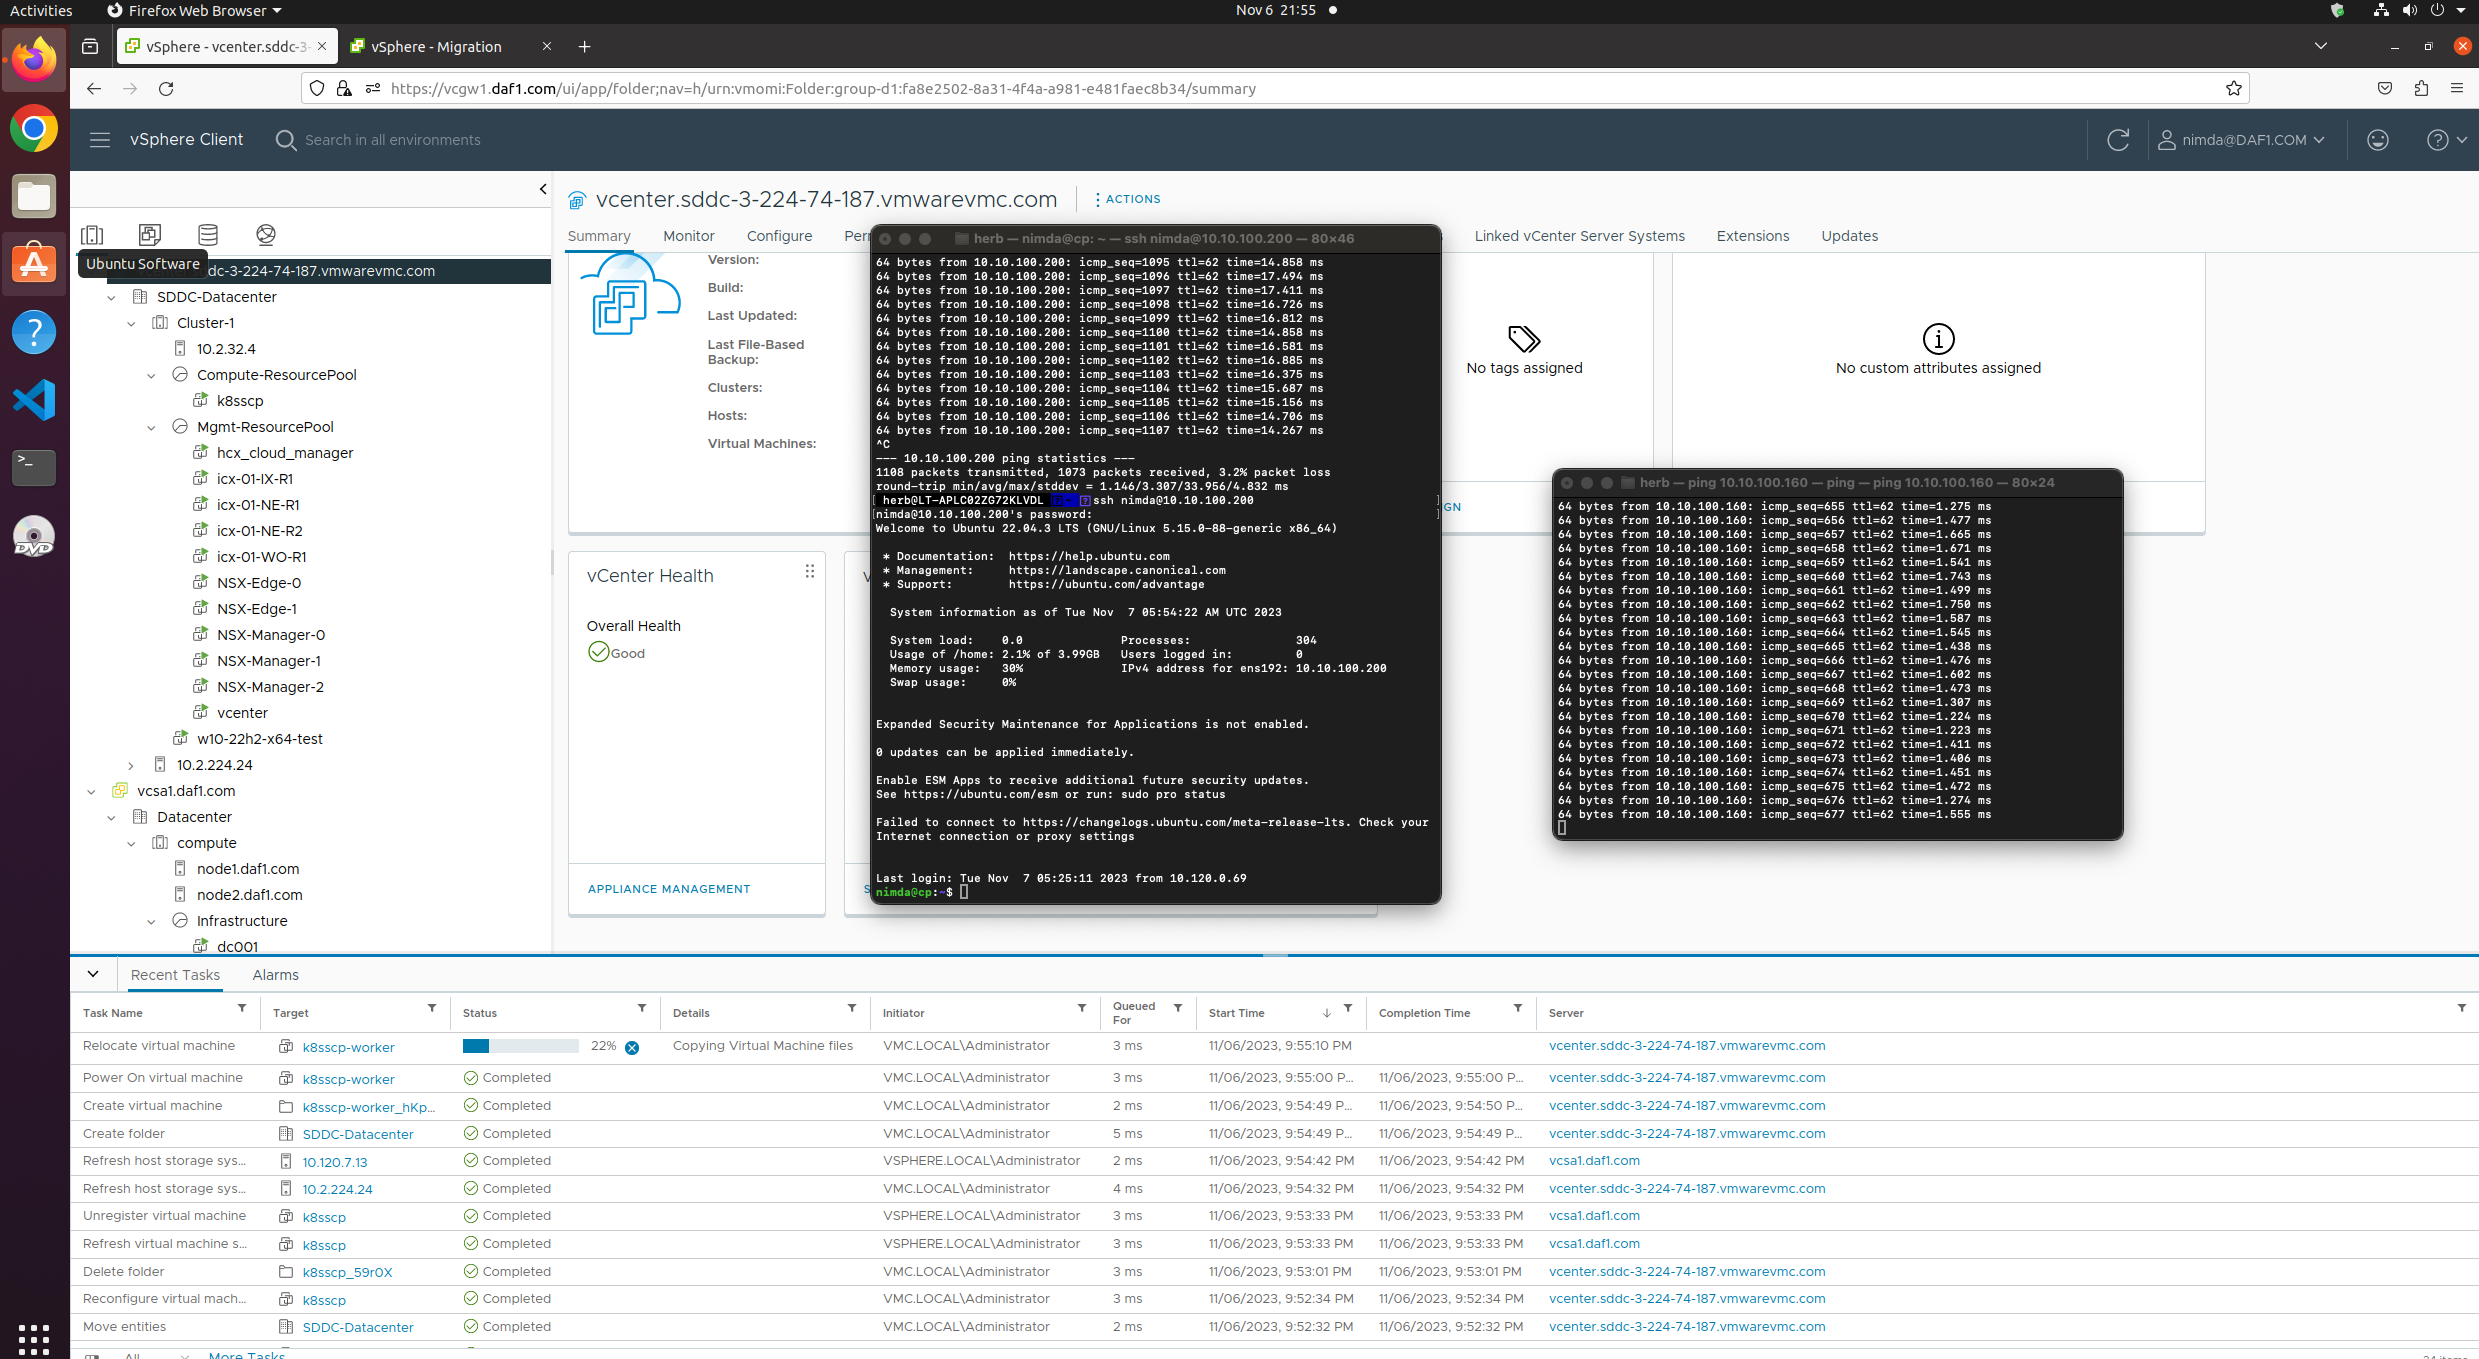 Activities
Firefox Web Browser
Nov 6 21:55
vSphere - vcenter.sddc-3-
vSphere - Migration
https://vcgw1.daf1.com/ui/app/folder;nav=h/urn:vmomi:Folder:group-d1:fa8e2502-8a31-4f4a-a981-e481faec8b34/summary
vSphere Client
Search in all environments
nimda@DAF1.COM
vcenter.sddc-3-224-74-187.vmwarevmc.com
ACTIONS
Summary Monitor Configure Per
Linked vCenter Server Systems Extensions Updates
Ubuntu Software
dc-3-224-74-187.vmwarevmc.com
SDDC-Datacenter
Cluster-1
10.2.32.4
Compute-ResourcePool
k8sscp
Mgmt-ResourcePool
hcx_cloud_manager
icx-01-IX-R1
icx-01-NE-R1
icx-01-NE-R2
icx-01-WO-R1
NSX-Edge-0
NSX-Edge-1
NSX-Manager-0
NSX-Manager-1
NSX-Manager-2
vcenter
w10-22h2-x64-test
10.2.224.24
vcsa1.daf1.com
Datacenter
compute
node1.daf1.com
node2.daf1.com
Infrastructure
dc001
Version:
Build:
Last Updated:
Last File-Based
Backup:
Clusters:
Hosts:
Virtual Machines:
No tags assigned
No custom attributes assigned
GN
vCenter Health
Overall Health
Good
APPLIANCE MANAGEMENT
herb — nimda@cp: ~ — ssh nimda@10.10.100.200 — 80×46
64 bytes from 10.10.100.200: icmp_seq=1095 ttl=62 time=14.858 ms
64 bytes from 10.10.100.200: icmp_seq=1096 ttl=62 time=17.494 ms
64 bytes from 10.10.100.200: icmp_seq=1097 ttl=62 time=17.411 ms
64 bytes from 10.10.100.200: icmp_seq=1098 ttl=62 time=16.726 ms
64 bytes from 10.10.100.200: icmp_seq=1099 ttl=62 time=16.812 ms
64 bytes from 10.10.100.200: icmp_seq=1100 ttl=62 time=14.858 ms
64 bytes from 10.10.100.200: icmp_seq=1101 ttl=62 time=16.581 ms
64 bytes from 10.10.100.200: icmp_seq=1102 ttl=62 time=16.885 ms
64 bytes from 10.10.100.200: icmp_seq=1103 ttl=62 time=16.375 ms
64 bytes from 10.10.100.200: icmp_seq=1104 ttl=62 time=15.687 ms
64 bytes from 10.10.100.200: icmp_seq=1105 ttl=62 time=15.156 ms
64 bytes from 10.10.100.200: icmp_seq=1106 ttl=62 time=14.706 ms
64 bytes from 10.10.100.200: icmp_seq=1107 ttl=62 time=14.267 ms
^C
--- 10.10.100.200 ping statistics ---
1108 packets transmitted, 1073 packets received, 3.2% packet loss
round-trip min/avg/max/stddev = 1.146/3.307/33.956/4.832 ms
herb@LT-APLC02ZG72KLVDL ~ ssh nimda@10.10.100.200
nimda@10.10.100.200's password:
Welcome to Ubuntu 22.04.3 LTS (GNU/Linux 5.15.0-88-generic x86_64)
* Documentation: https://help.ubuntu.com
* Management: https://landscape.canonical.com
* Support: https://ubuntu.com/advantage
System information as of Tue Nov 7 05:54:22 AM UTC 2023
System load: 0.0 Processes: 304
Usage of /home: 2.1% of 3.99GB Users logged in: 0
Memory usage: 30% IPv4 address for ens192: 10.10.100.200
Swap usage: 0%
Expanded Security Maintenance for Applications is not enabled.
0 updates can be applied immediately.
Enable ESM Apps to receive additional future security updates.
See https://ubuntu.com/esm or run: sudo pro status
Failed to connect to https://changelogs.ubuntu.com/meta-release-lts. Check your
Internet connection or proxy settings
Last login: Tue Nov 7 05:25:11 2023 from 10.120.0.69
nimda@cp:~$
herb — ping 10.10.100.160 — ping — ping 10.10.100.160 — 80×24
64 bytes from 10.10.100.160: icmp_seq=655 ttl=62 time=1.275 ms
64 bytes from 10.10.100.160: icmp_seq=656 ttl=62 time=1.477 ms
64 bytes from 10.10.100.160: icmp_seq=657 ttl=62 time=1.665 ms
64 bytes from 10.10.100.160: icmp_seq=658 ttl=62 time=1.671 ms
64 bytes from 10.10.100.160: icmp_seq=659 ttl=62 time=1.541 ms
64 bytes from 10.10.100.160: icmp_seq=660 ttl=62 time=1.743 ms
64 bytes from 10.10.100.160: icmp_seq=661 ttl=62 time=1.499 ms
64 bytes from 10.10.100.160: icmp_seq=662 ttl=62 time=1.750 ms
64 bytes from 10.10.100.160: icmp_seq=663 ttl=62 time=1.587 ms
64 bytes from 10.10.100.160: icmp_seq=664 ttl=62 time=1.545 ms
64 bytes from 10.10.100.160: icmp_seq=665 ttl=62 time=1.438 ms
64 bytes from 10.10.100.160: icmp_seq=666 ttl=62 time=1.476 ms
64 bytes from 10.10.100.160: icmp_seq=667 ttl=62 time=1.602 ms
64 bytes from 10.10.100.160: icmp_seq=668 ttl=62 time=1.473 ms
64 bytes from 10.10.100.160: icmp_seq=669 ttl=62 time=1.307 ms
64 bytes from 10.10.100.160: icmp_seq=670 ttl=62 time=1.224 ms
64 bytes from 10.10.100.160: icmp_seq=671 ttl=62 time=1.223 ms
64 bytes from 10.10.100.160: icmp_seq=672 ttl=62 time=1.411 ms
64 bytes from 10.10.100.160: icmp_seq=673 ttl=62 time=1.406 ms
64 bytes from 10.10.100.160: icmp_seq=674 ttl=62 time=1.451 ms
64 bytes from 10.10.100.160: icmp_seq=675 ttl=62 time=1.472 ms
64 bytes from 10.10.100.160: icmp_seq=676 ttl=62 time=1.274 ms
64 bytes from 10.10.100.160: icmp_seq=677 ttl=62 time=1.555 ms
Recent Tasks Alarms
Task Name Target Status Details Initiator Queued For Start Time Completion Time Server
Relocate virtual machine k8sscp-worker 22% Copying Virtual Machine files VMC.LOCAL\Administrator 3 ms 11/06/2023, 9:55:10 PM vcenter.sddc-3-224-74-187.vmwarevmc.com
Power On virtual machine k8sscp-worker Completed VMC.LOCAL\Administrator 3 ms 11/06/2023, 9:55:00 P... 11/06/2023, 9:55:00 P... vcenter.sddc-3-224-74-187.vmwarevmc.com
Create virtual machine k8sscp-worker_hKp... Completed VMC.LOCAL\Administrator 2 ms 11/06/2023, 9:54:49 P... 11/06/2023, 9:54:50 P... vcenter.sddc-3-224-74-187.vmwarevmc.com
Create folder SDDC-Datacenter Completed VMC.LOCAL\Administrator 5 ms 11/06/2023, 9:54:49 P... 11/06/2023, 9:54:49 P... vcenter.sddc-3-224-74-187.vmwarevmc.com
Refresh host storage sys... 10.120.7.13 Completed VSPHERE.LOCAL\Administrator 2 ms 11/06/2023, 9:54:42 PM 11/06/2023, 9:54:42 PM vcsa1.daf1.com
Refresh host storage sys... 10.2.224.24 Completed VMC.LOCAL\Administrator 4 ms 11/06/2023, 9:54:32 PM 11/06/2023, 9:54:32 PM vcenter.sddc-3-224-74-187.vmwarevmc.com
Unregister virtual machine k8sscp Completed VSPHERE.LOCAL\Administrator 3 ms 11/06/2023, 9:53:33 PM 11/06/2023, 9:53:33 PM vcsa1.daf1.com
Refresh virtual machine s... k8sscp Completed VSPHERE.LOCAL\Administrator 3 ms 11/06/2023, 9:53:33 PM 11/06/2023, 9:53:33 PM vcsa1.daf1.com
Delete folder k8sscp_59r0X Completed VMC.LOCAL\Administrator 3 ms 11/06/2023, 9:53:01 PM 11/06/2023, 9:53:01 PM vcenter.sddc-3-224-74-187.vmwarevmc.com
Reconfigure virtual mach... k8sscp Completed VMC.LOCAL\Administrator 3 ms 11/06/2023, 9:52:34 PM 11/06/2023, 9:52:34 PM vcenter.sddc-3-224-74-187.vmwarevmc.com
Move entities SDDC-Datacenter Completed VMC.LOCAL\Administrator 2 ms 11/06/2023, 9:52:32 PM 11/06/2023, 9:52:32 PM vcenter.sddc-3-224-74-187.vmwarevmc.com
All More Tasks